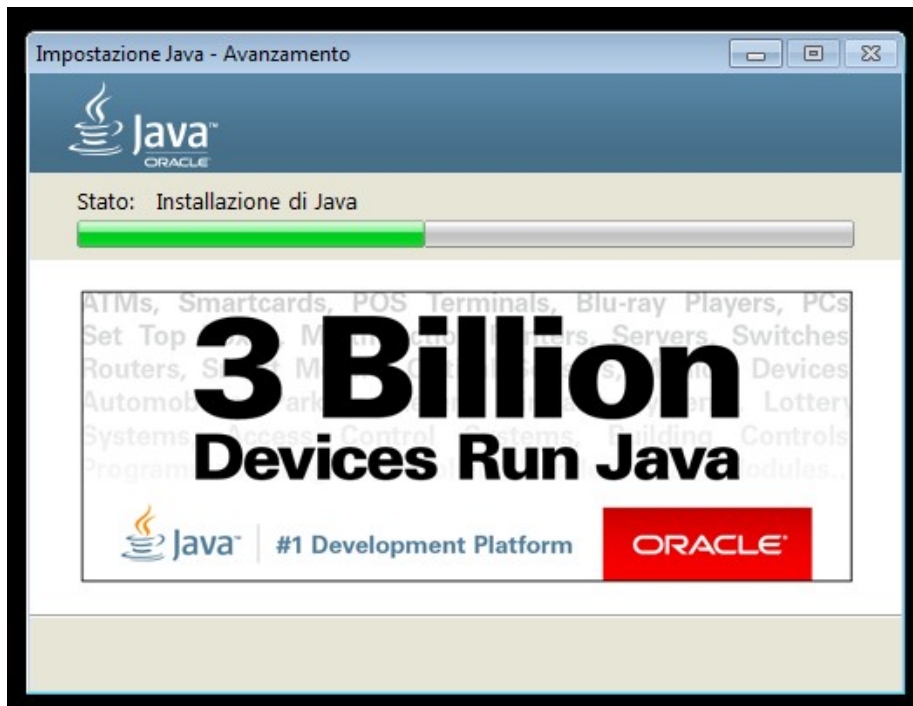 Impostazione Java - Avanzamento
Java™
ORACLE
Stato: Installazione di Java
ATMs, Smartcards, POS Terminals, Blu-ray Players, PCs
Set Top Servers, Switches
Routers, Devices
Lottery
Systems, Access Control Systems, Building Controls
3 Billion
Devices Run Java
Java™ #1 Development Platform ORACLE